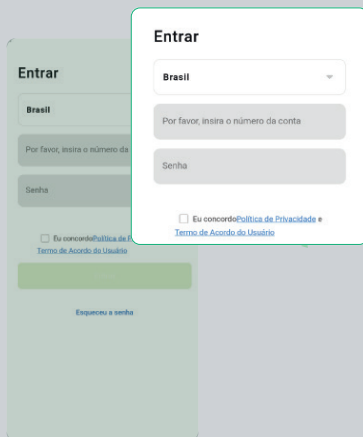 Entrar
Brasil
Por favor, insira o número da conta
Senha
Eu concordoPolítica de Privacidade e
Termo de Acordo do Usuário
Entrar
Brasil
Por favor, insira o número da
Senha
Eu concordoPolítica de P
Termo de Acordo do Usuário
Esqueceu a senha